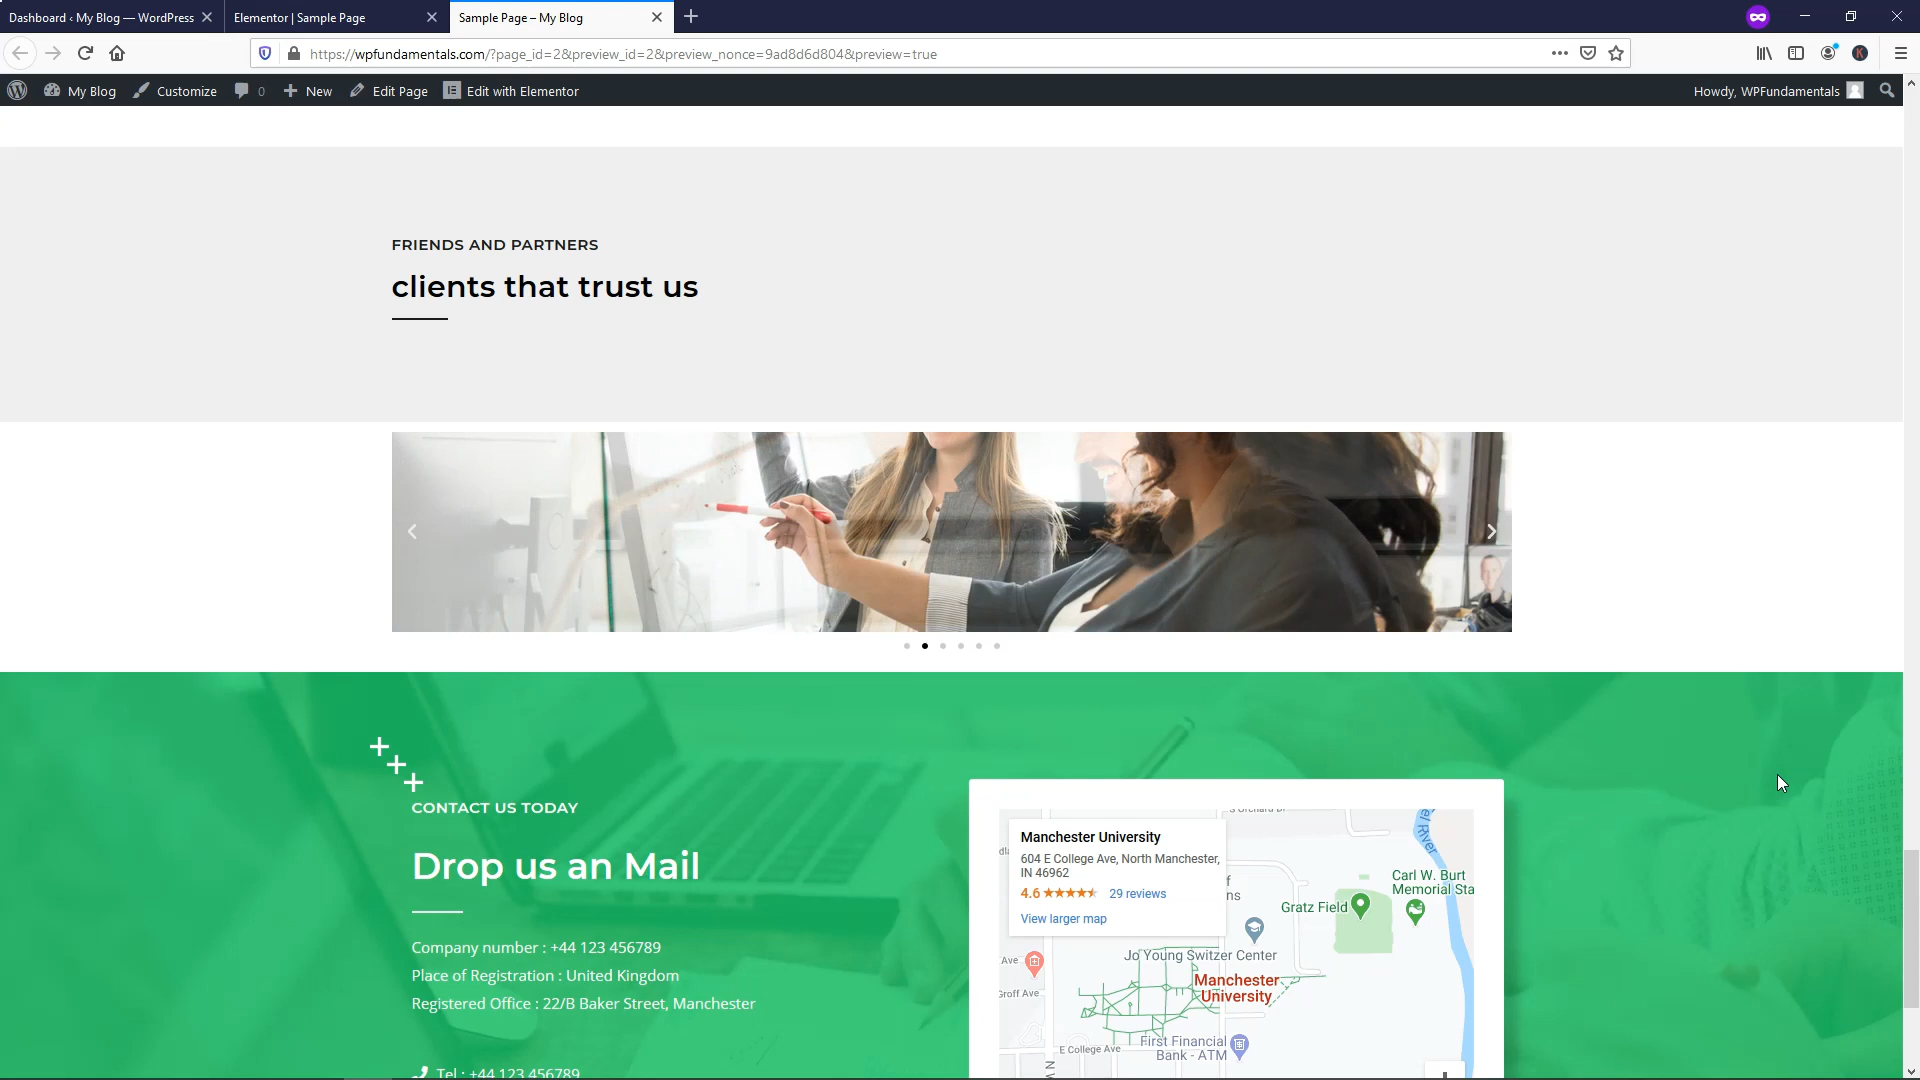 Dashboard ‹ My Blog — WordPress
Elementor | Sample Page
Sample Page – My Blog
https://wpfundamentals.com/?page_id=2&preview_id=2&preview_nonce=9ad8d6d804&preview=true
My Blog
Customize
0
New
Edit Page
Edit with Elementor
Howdy, WPFundamentals
FRIENDS AND PARTNERS
clients that trust us
CONTACT US TODAY
Drop us an Mail
Company number : +44 123 456789
Place of Registration : United Kingdom
Registered Office : 22/B Baker Street, Manchester
Tel : +44 123 456789
Manchester University
604 E College Ave, North Manchester,
IN 46962
4.6
29 reviews
View larger map
Carl W. Burt
Memorial Sta
Gratz Field
Jo Young Switzer Center
Manchester
University
Ave
Groff Ave
E College Ave
First Financial
Bank - ATM